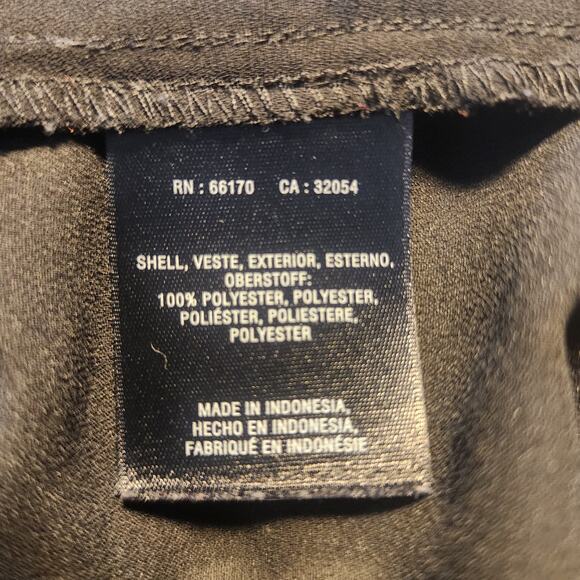 RN : 66170 CA : 32054
SHELL, VESTE, EXTERIOR, ESTERNO,
OBERSTOFF:
100% POLYESTER, POLYESTER,
POLIÉSTER, POLIESTERE,
POLYESTER
MADE IN INDONESIA,
HECHO EN INDONESIA,
FABRIQUÉ EN INDONÉSIE